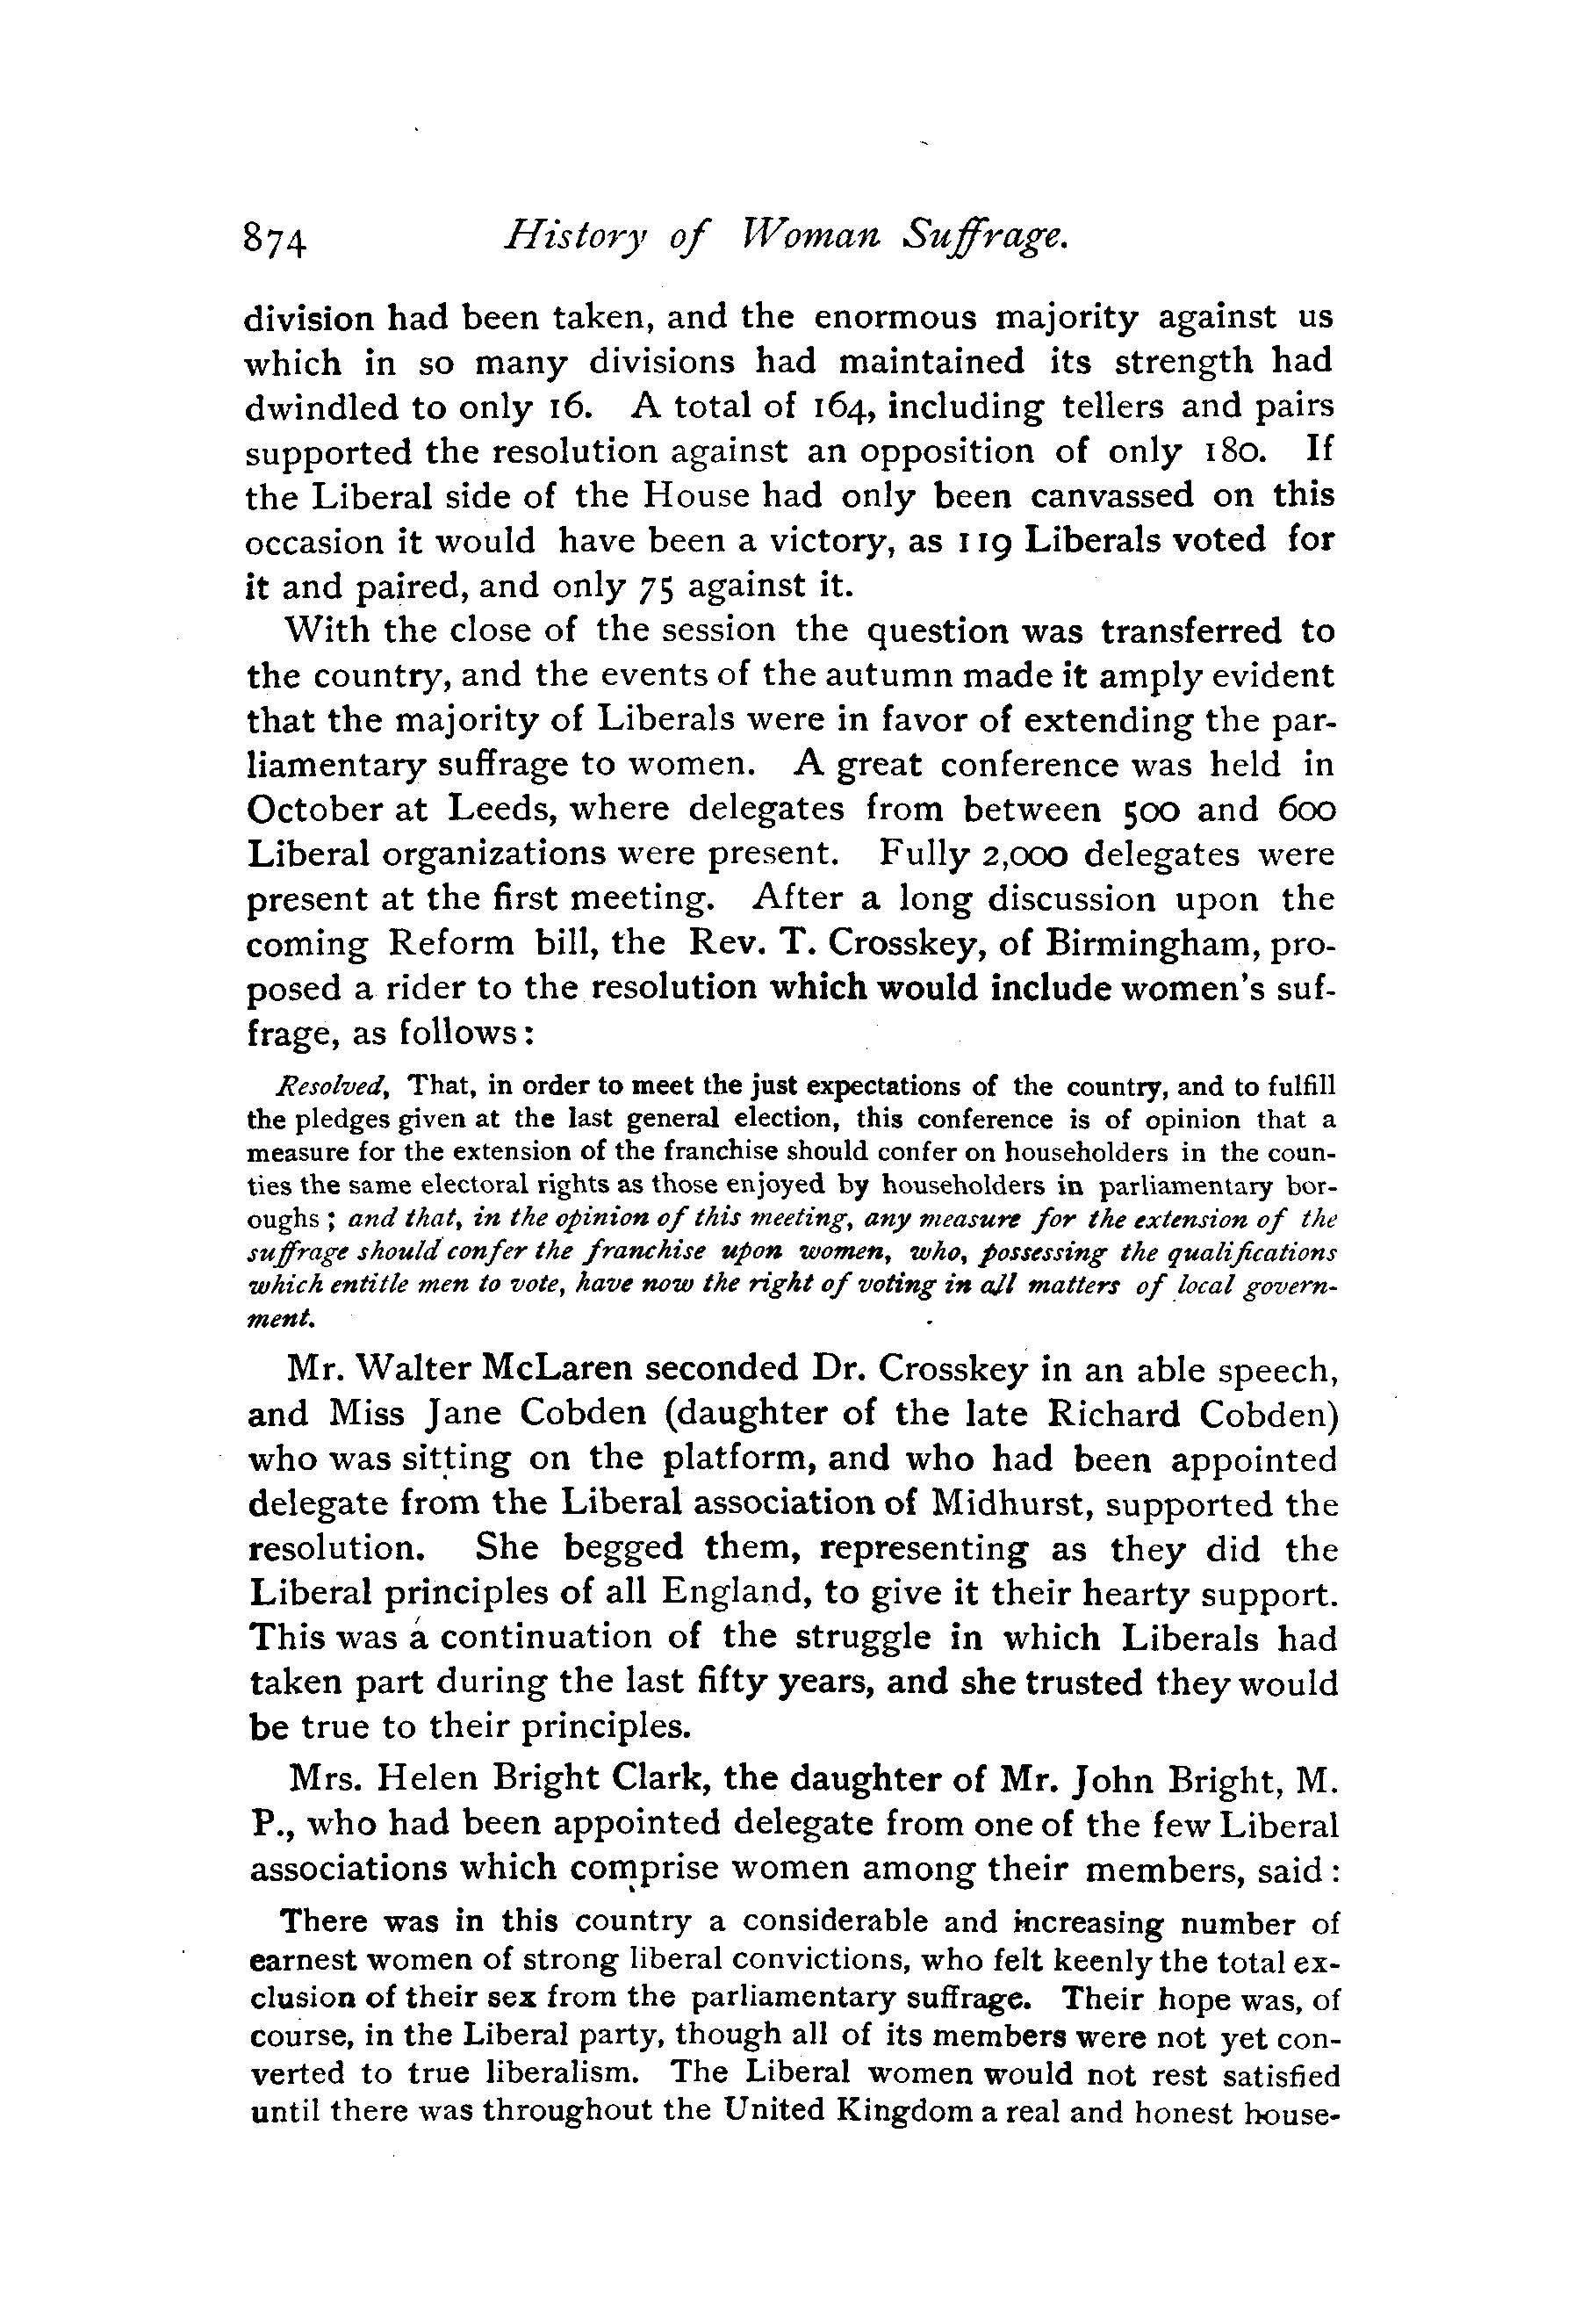 874 History of Woman Suffrage.
division had been taken, and the enormous majority against us
which in so many divisions had maintained its strength had
dwindled to only 16. A total of 164, including tellers and pairs
supported the resolution against an opposition of only 180. If
the Liberal side of the House had only been canvassed on this
occasion it would have been a victory, as 119 Liberals voted for
it and paired, and only 75 against it.
With the close of the session the question was transferred to
the country, and the events of the autumn made it amply evident
that the majority of Liberals were in favor of extending the par-
liamentary suffrage to women. A great conference was held in
October at Leeds, where delegates from between 500 and 600
Liberal organizations were present. Fully 2,000 delegates were
present at the first meeting. After a long discussion upon the
coming Reform bill, the Rev. T. Crosskey, of Birmingham, pro-
posed a rider to the resolution which would include women's suf-
frage, as follows:
Resolved, That, in order to meet the just expectations of the country, and to fulfill
the pledges given at the last general election, this conference is of opinion that a
measure for the extension of the franchise should confer on householders in the coun-
ties the same electoral rights as those enjoyed by householders in parliamentary bor-
oughs; and that, in the opinion of this meeting, any measure for the extension of the
suffrage should confer the franchise upon women, who, possessing the qualifications
which entitle men to vote, have now the right of voting in all matters of local govern-
ment.
Mr. Walter McLaren seconded Dr. Crosskey in an able speech,
and Miss Jane Cobden (daughter of the late Richard Cobden)
who was sitting on the platform, and who had been appointed
delegate from the Liberal association of Midhurst, supported the
resolution. She begged them, representing as they did the
Liberal principles of all England, to give it their hearty support.
This was a continuation of the struggle in which Liberals had
taken part during the last fifty years, and she trusted they would
be true to their principles.
Mrs. Helen Bright Clark, the daughter of Mr. John Bright, M.
P., who had been appointed delegate from one of the few Liberal
associations which comprise women among their members, said:
There was in this country a considerable and increasing number of
earnest women of strong liberal convictions, who felt keenly the total ex-
clusion of their sex from the parliamentary suffrage. Their hope was, of
course, in the Liberal party, though all of its members were not yet con-
verted to true liberalism. The Liberal women would not rest satisfied
until there was throughout the United Kingdom a real and honest house-